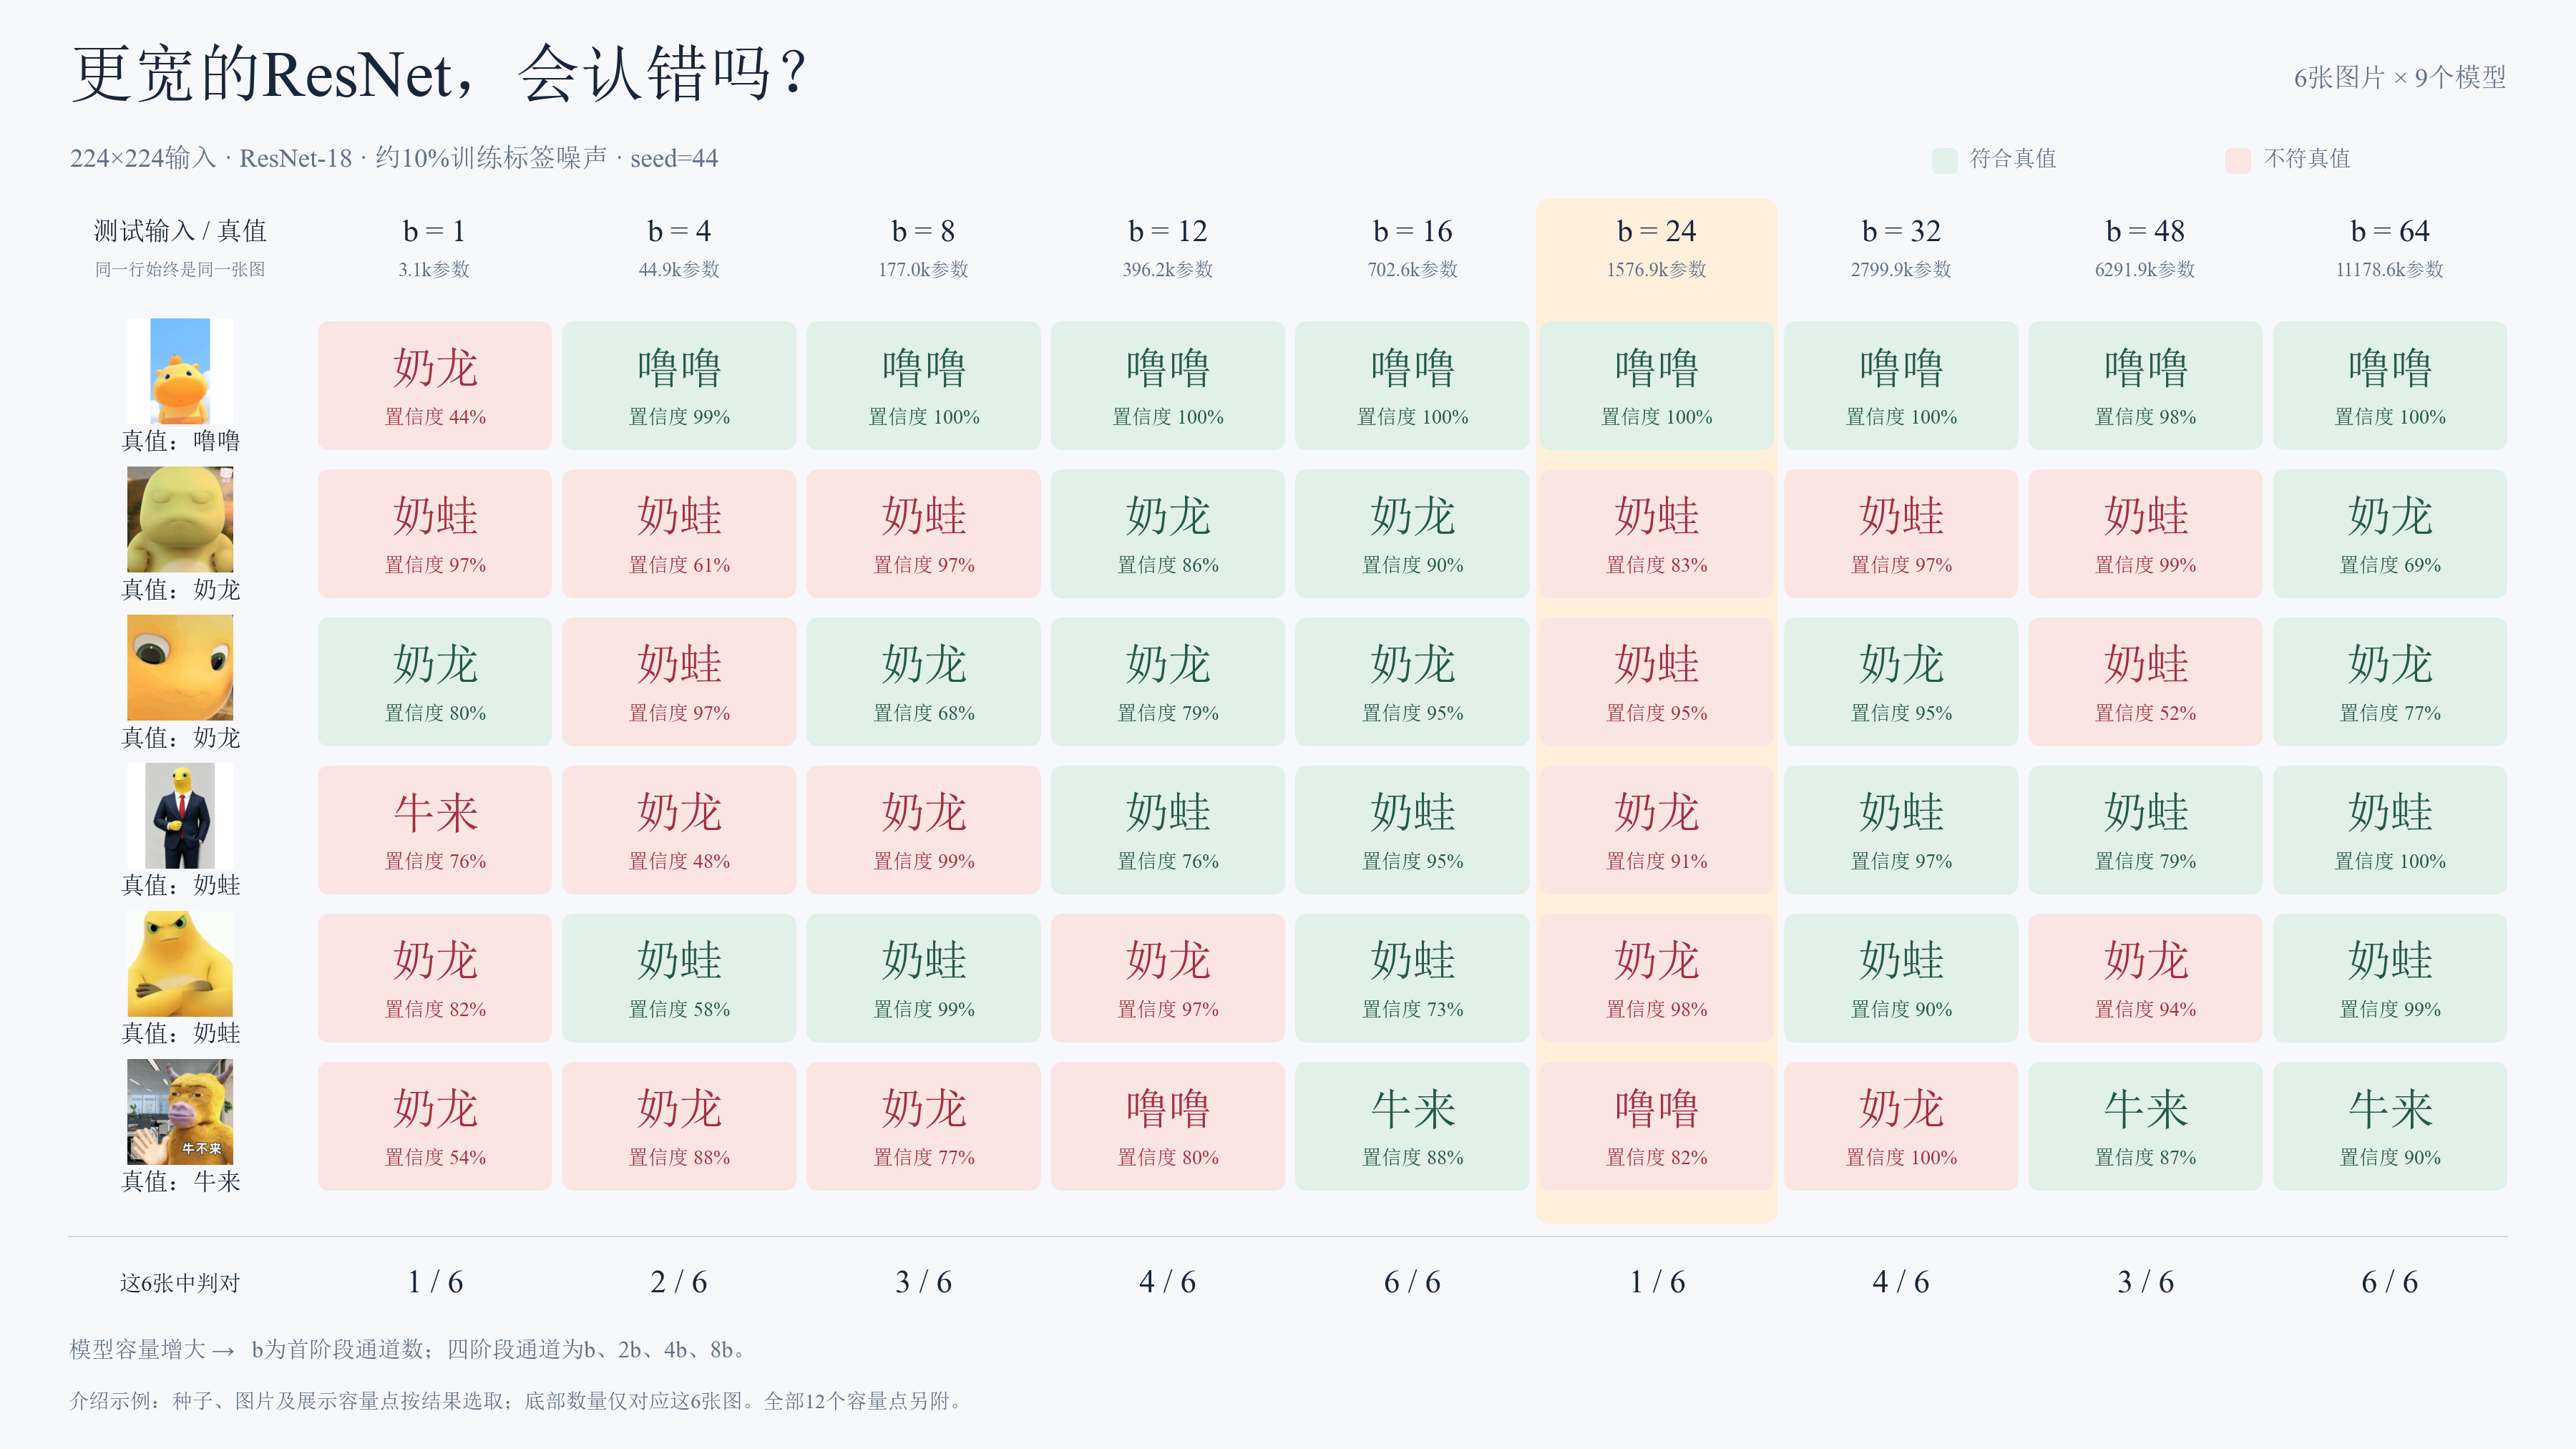 更宽的ResNet，会认错吗？
6张图片 × 9个模型
224×224输入 · ResNet-18 · 约10%训练标签噪声 · seed=44
符合真值 不符真值
测试输入 / 真值 b = 1 b = 4 b = 8 b = 12 b = 16 b = 24 b = 32 b = 48 b = 64
同一行始终是同一张图 3.1k参数 44.9k参数 177.0k参数 396.2k参数 702.6k参数 1576.9k参数 2799.9k参数 6291.9k参数 11178.6k参数
奶龙 噜噜 噜噜 噜噜 噜噜 噜噜 噜噜 噜噜 噜噜
置信度 44% 置信度 99% 置信度 100% 置信度 100% 置信度 100% 置信度 100% 置信度 100% 置信度 98% 置信度 100%
真值：噜噜
奶蛙 奶蛙 奶蛙 奶龙 奶龙 奶蛙 奶蛙 奶蛙 奶龙
置信度 97% 置信度 61% 置信度 97% 置信度 86% 置信度 90% 置信度 83% 置信度 97% 置信度 99% 置信度 69%
真值：奶龙
奶龙 奶蛙 奶龙 奶龙 奶龙 奶蛙 奶龙 奶蛙 奶龙
置信度 80% 置信度 97% 置信度 68% 置信度 79% 置信度 95% 置信度 95% 置信度 95% 置信度 52% 置信度 77%
真值：奶龙
牛来 奶龙 奶龙 奶蛙 奶蛙 奶龙 奶蛙 奶蛙 奶蛙
置信度 76% 置信度 48% 置信度 99% 置信度 76% 置信度 95% 置信度 91% 置信度 97% 置信度 79% 置信度 100%
真值：奶蛙
奶龙 奶蛙 奶蛙 奶龙 奶蛙 奶龙 奶蛙 奶龙 奶蛙
置信度 82% 置信度 58% 置信度 99% 置信度 97% 置信度 73% 置信度 98% 置信度 90% 置信度 94% 置信度 99%
真值：奶蛙
奶龙 奶龙 奶龙 噜噜 牛来 噜噜 奶龙 牛来 牛来
牛不来
置信度 54% 置信度 88% 置信度 77% 置信度 80% 置信度 88% 置信度 82% 置信度 100% 置信度 87% 置信度 90%
真值：牛来
这6张中判对 1 / 6 2 / 6 3 / 6 4 / 6 6 / 6 1 / 6 4 / 6 3 / 6 6 / 6
模型容量增大 → b为首阶段通道数；四阶段通道为b、2b、4b、8b。
介绍示例：种子、图片及展示容量点按结果选取；底部数量仅对应这6张图。全部12个容量点另附。